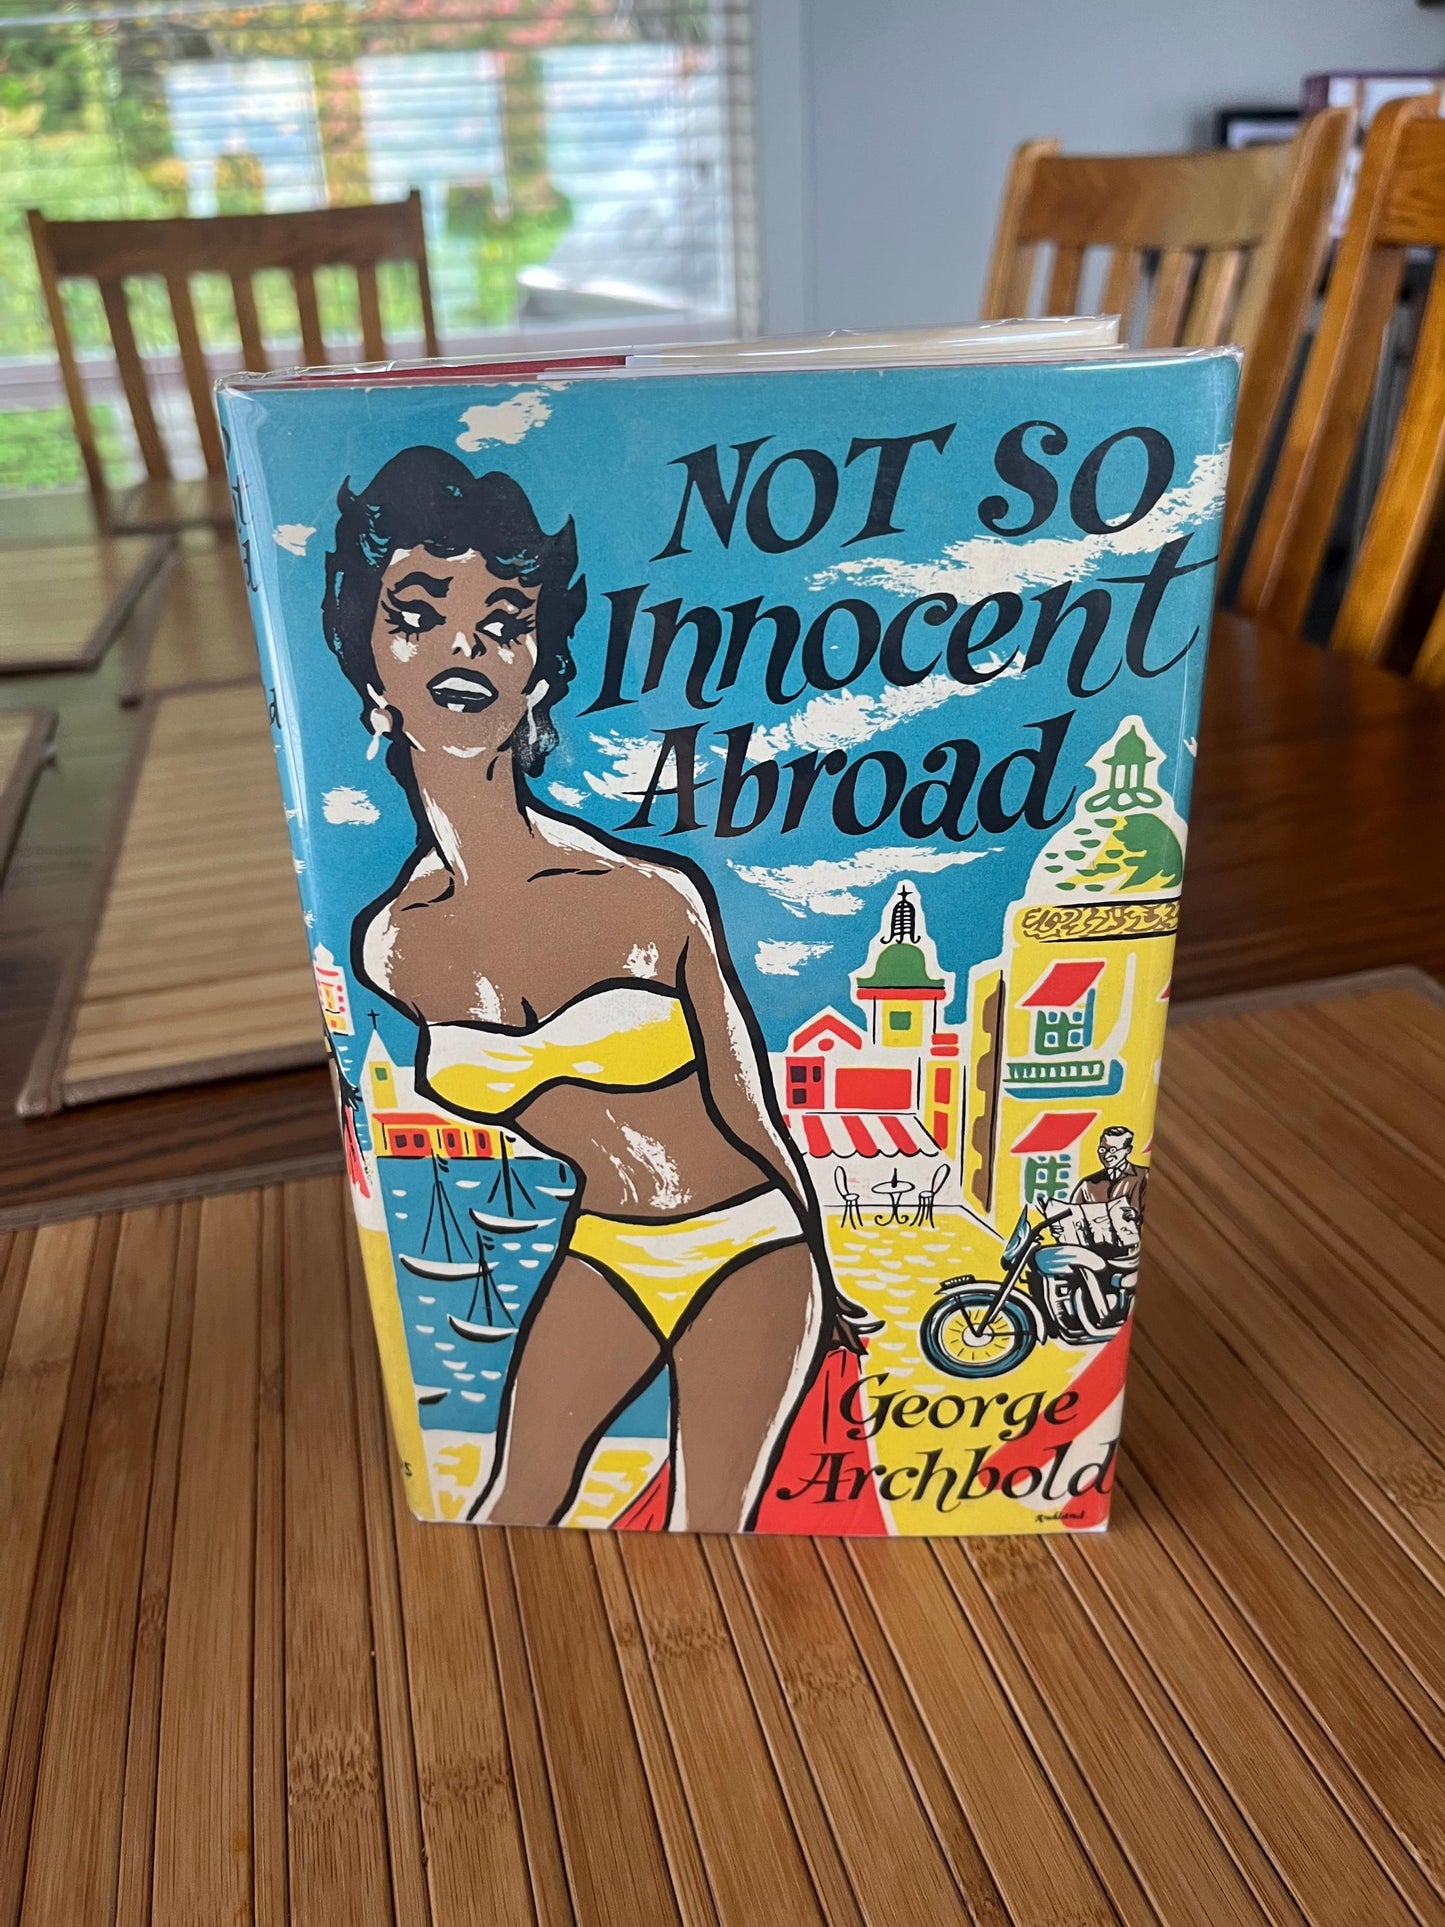 NOT SO
Innocent
Abroad
George
Archbold